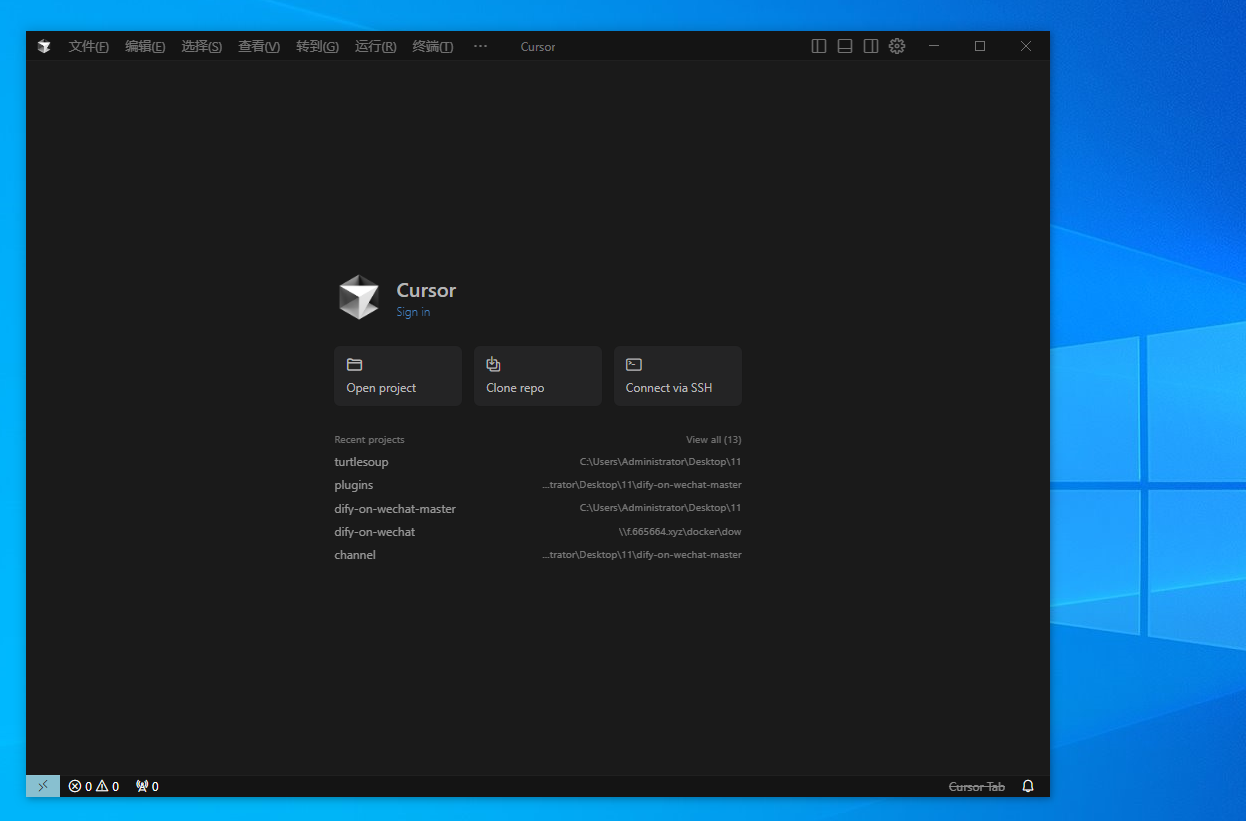 文件(F) 编辑(E) 选择(S) 查看(V) 转到(G) 运行(R) 终端(T) ··· Cursor
Cursor
Sign in
Open project Clone repo Connect via SSH
Recent projects View all (13)
turtlesoup C:\Users\Administrator\Desktop\11
plugins ...trator\Desktop\11\dify-on-wechat-master
dify-on-wechat-master C:\Users\Administrator\Desktop\11
dify-on-wechat \\f.665664.xyz\docker\dow
channel ...trator\Desktop\11\dify-on-wechat-master
0 0 0 Cursor Tab